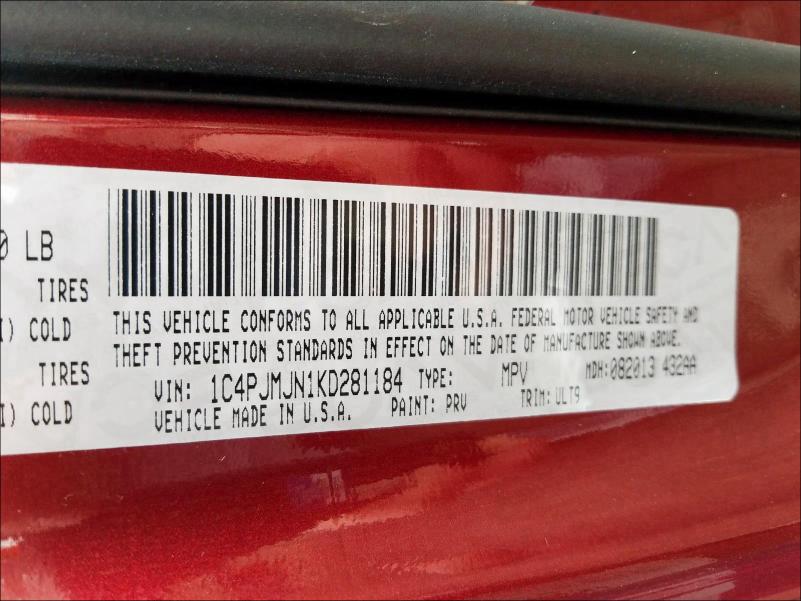 0 LB
TIRES
I) COLD
TIRES
I) COLD
THIS VEHICLE CONFORMS TO ALL APPLICABLE U.S.A. FEDERAL MOTOR VEHICLE SAFETY AND
THEFT PREVENTION STANDARDS IN EFFECT ON THE DATE OF MANUFACTURE SHOWN ABOVE.
VIN: 1C4PJMJN1KD281184 TYPE: MPV MDH:082013 432AA
VEHICLE MADE IN U.S.A. PAINT: PRV TRIM:ULT9